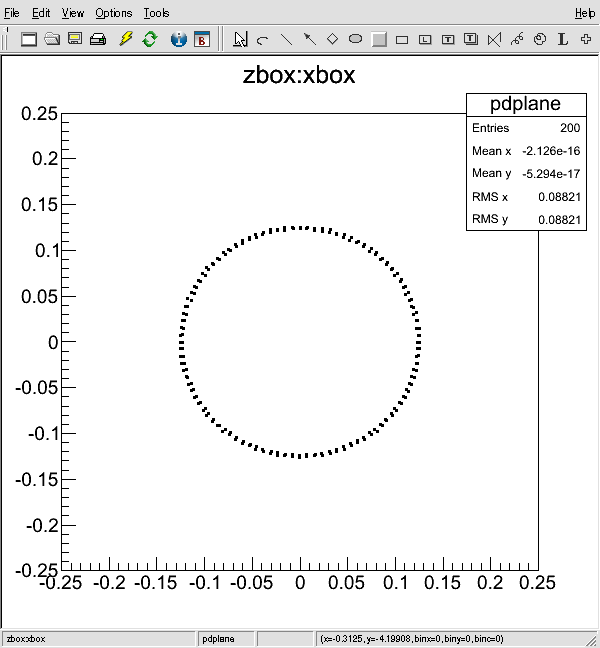 File Edit View Options Tools Help
zbox:xbox
pdplane
Entries 200
Mean x -2.126e-16
Mean y -5.294e-17
RMS x 0.08821
RMS y 0.08821
0.25
0.2
0.15
0.1
0.05
0
-0.05
-0.1
-0.15
-0.2
-0.25
-0.25 -0.2 -0.15 -0.1 -0.05 0 0.05 0.1 0.15 0.2 0.25
zbox:xbox pdplane (x=-0.3125, y=-4.19908, binx=0, biny=0, binc=0)